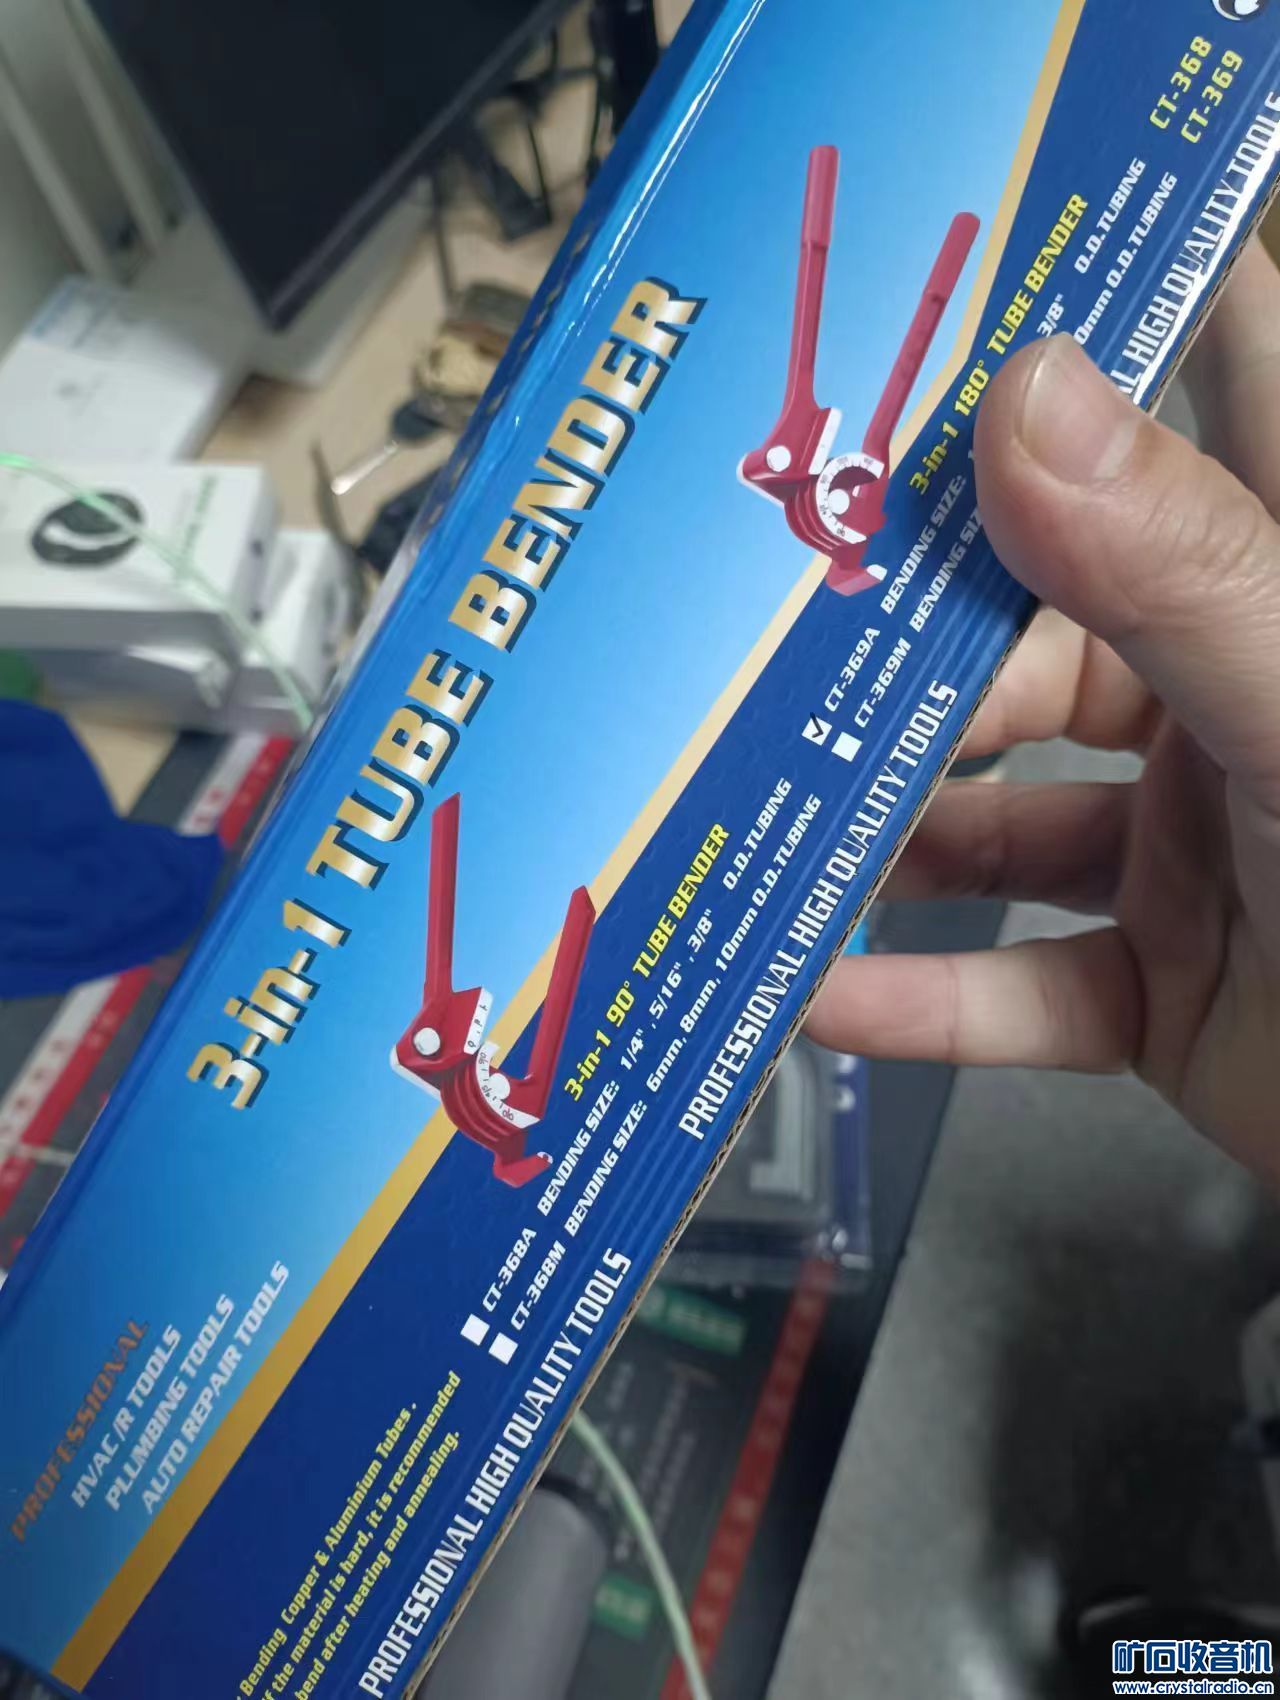 3-in-1 TUBE BENDER
CT-368
CT-369
3-in-1 180° TUBE BENDER
CT-369A BENDING SIZE: 3/8" O.D.TUBING
CT-369M BENDING O.D.TUBING
PROFESSIONAL HIGH QUALITY TOOLS
3-in-1 90° TUBE BENDER
CT-368A BENDING SIZE: 1/4" ,5/16" ,3/8" O.D.TUBING
CT-368M BENDING SIZE: 6mm, 8mm, 10mm O.D.TUBING
PROFESSIONAL HIGH QUALITY TOOLS
PROFESSIONAL HIGH QUALITY TOOLS
PROFESSIONAL
HVAC /R TOOLS
PLLMBING TOOLS
AUTO REPAIR TOOLS
Bending Copper & Aluminium Tubes .
the material is hard, it is recommended
bend after heating and annealing.
矿石收音机
www.crystalradio.cn